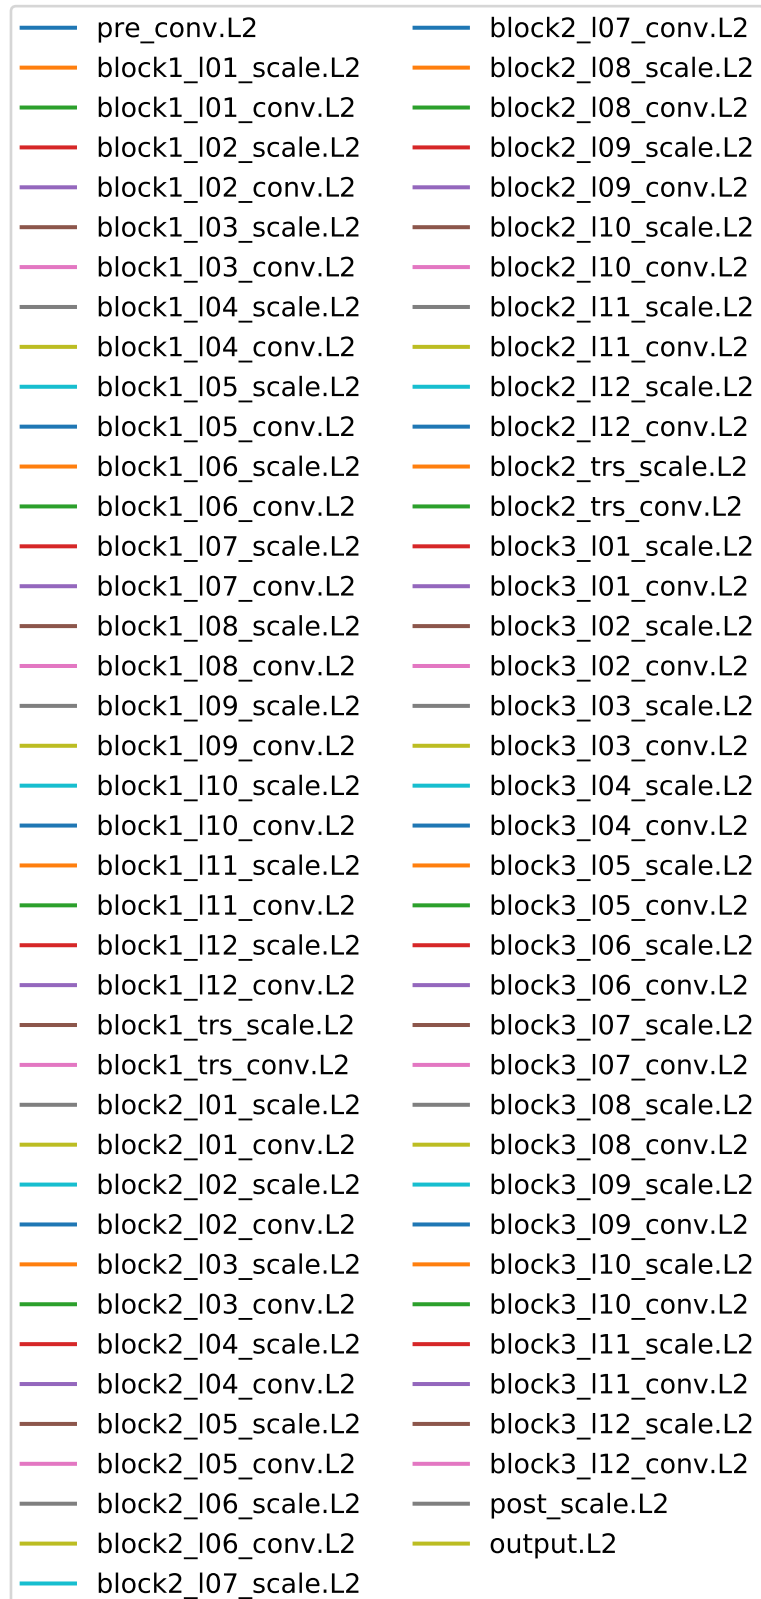 pre_conv.L2
block1_l01_scale.L2
block1_l01_conv.L2
block1_l02_scale.L2
block1_l02_conv.L2
block1_l03_scale.L2
block1_l03_conv.L2
block1_l04_scale.L2
block1_l04_conv.L2
block1_l05_scale.L2
block1_l05_conv.L2
block1_l06_scale.L2
block1_l06_conv.L2
block1_l07_scale.L2
block1_l07_conv.L2
block1_l08_scale.L2
block1_l08_conv.L2
block1_l09_scale.L2
block1_l09_conv.L2
block1_l10_scale.L2
block1_l10_conv.L2
block1_l11_scale.L2
block1_l11_conv.L2
block1_l12_scale.L2
block1_l12_conv.L2
block1_trs_scale.L2
block1_trs_conv.L2
block2_l01_scale.L2
block2_l01_conv.L2
block2_l02_scale.L2
block2_l02_conv.L2
block2_l03_scale.L2
block2_l03_conv.L2
block2_l04_scale.L2
block2_l04_conv.L2
block2_l05_scale.L2
block2_l05_conv.L2
block2_l06_scale.L2
block2_l06_conv.L2
block2_l07_scale.L2
block2_l07_conv.L2
block2_l08_scale.L2
block2_l08_conv.L2
block2_l09_scale.L2
block2_l09_conv.L2
block2_l10_scale.L2
block2_l10_conv.L2
block2_l11_scale.L2
block2_l11_conv.L2
block2_l12_scale.L2
block2_l12_conv.L2
block2_trs_scale.L2
block2_trs_conv.L2
block3_l01_scale.L2
block3_l01_conv.L2
block3_l02_scale.L2
block3_l02_conv.L2
block3_l03_scale.L2
block3_l03_conv.L2
block3_l04_scale.L2
block3_l04_conv.L2
block3_l05_scale.L2
block3_l05_conv.L2
block3_l06_scale.L2
block3_l06_conv.L2
block3_l07_scale.L2
block3_l07_conv.L2
block3_l08_scale.L2
block3_l08_conv.L2
block3_l09_scale.L2
block3_l09_conv.L2
block3_l10_scale.L2
block3_l10_conv.L2
block3_l11_scale.L2
block3_l11_conv.L2
block3_l12_scale.L2
block3_l12_conv.L2
post_scale.L2
output.L2